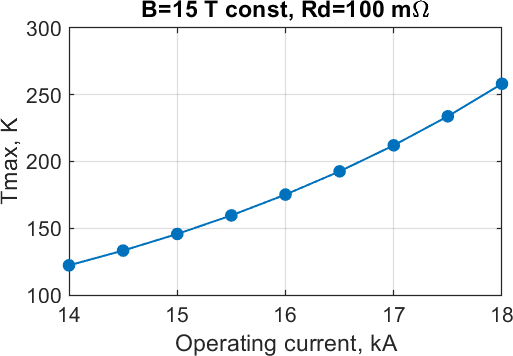 B=15 T const, Rd=100 mΩ
Tmax, K
300
250
200
150
100
14 15 16 17 18
Operating current, kA